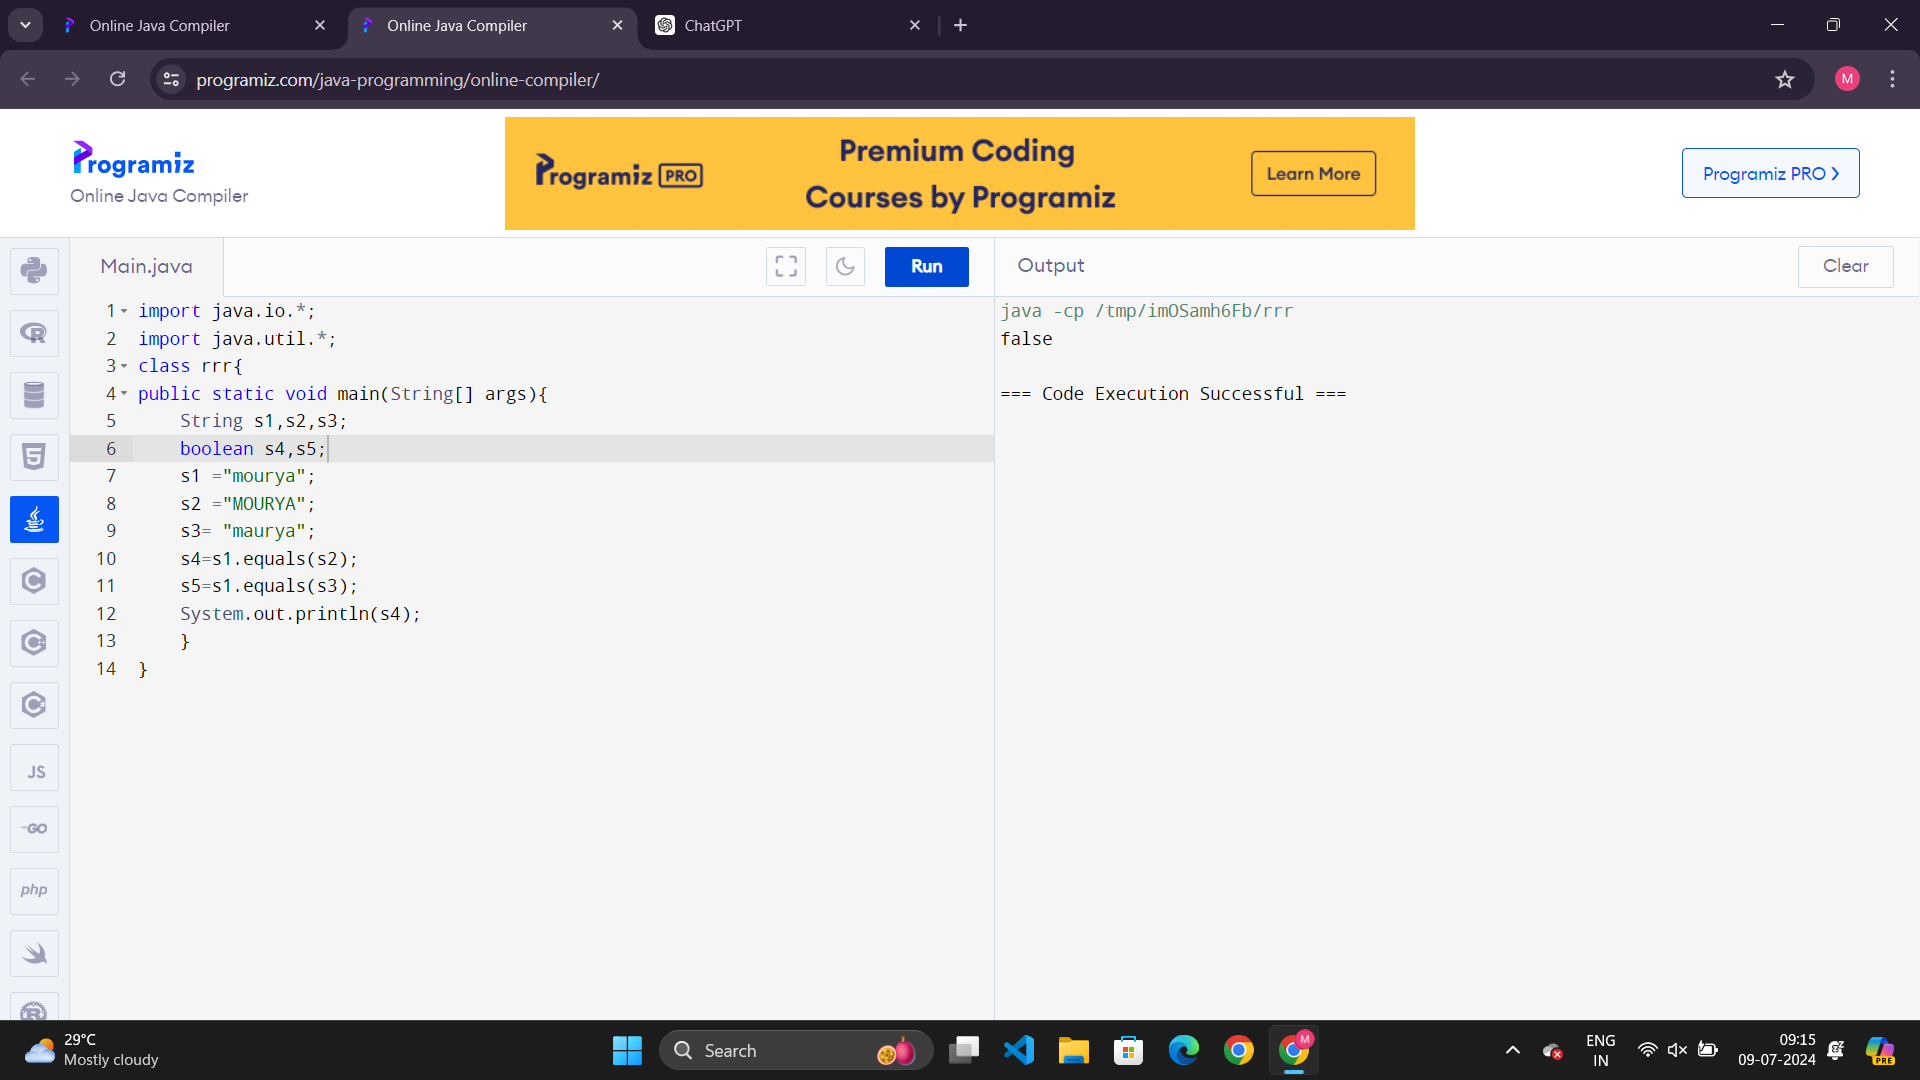 Online Java Compiler
Online Java Compiler
ChatGPT
programiz.com/java-programming/online-compiler/
M
Programiz
Online Java Compiler
Programiz PRO
Premium Coding
Courses by Programiz
Learn More
Programiz PRO
Main.java
Run
Output
Clear
1 import java.io.*;
2 import java.util.*;
3 class rrr{
4 public static void main(String[] args){
5 String s1,s2,s3;
6 boolean s4,s5;
7 s1 ="mourya";
8 s2 ="MOURYA";
9 s3= "maurya";
10 s4=s1.equals(s2);
11 s5=s1.equals(s3);
12 System.out.println(s4);
13 }
14 }
java -cp /tmp/imOSamh6Fb/rrr
false
=== Code Execution Successful ===
R
5
C
C
C
JS
GO
php
R
29°C
Mostly cloudy
Search
M
ENG
IN
09:15
09-07-2024
PRE